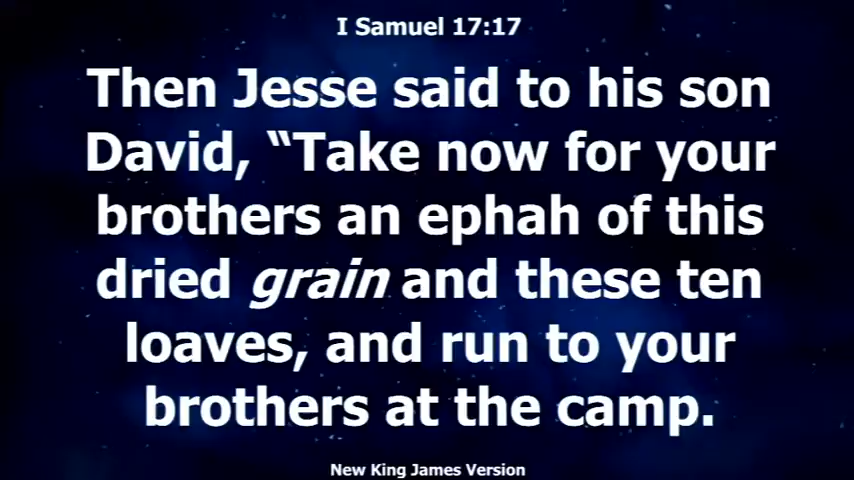 I Samuel 17:17
Then Jesse said to his son
David, “Take now for your
brothers an ephah of this
dried grain and these ten
loaves, and run to your
brothers at the camp.
New King James Version